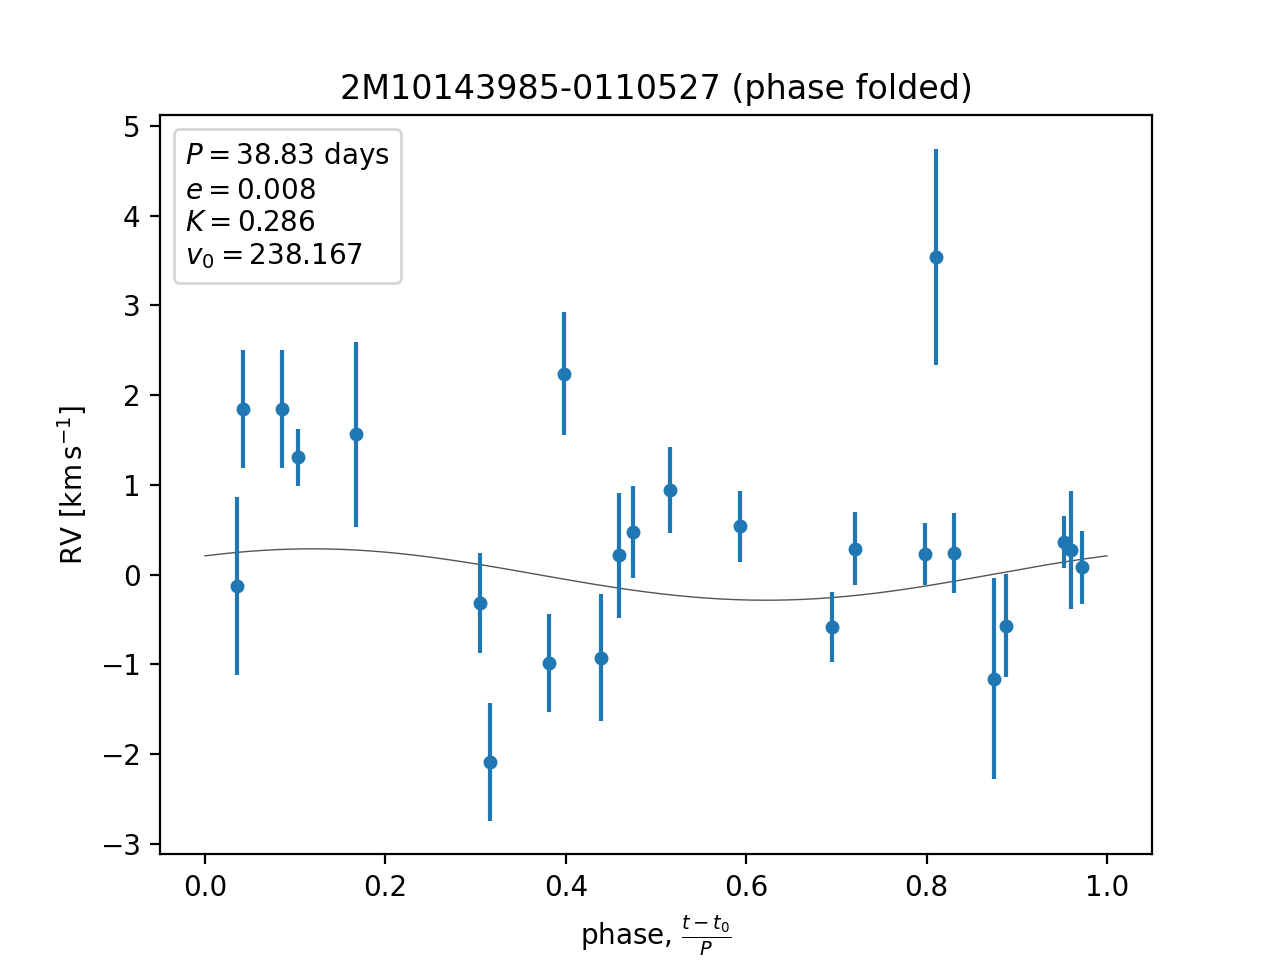 2M10143985-0110527 (phase folded)
P = 38.83 days
e = 0.008
K = 0.286
v₀ = 238.167
5
4
3
2
1
0
−1
−2
−3
RV [km s⁻¹]
0.0 0.2 0.4 0.6 0.8 1.0
phase, (t − t₀)/P